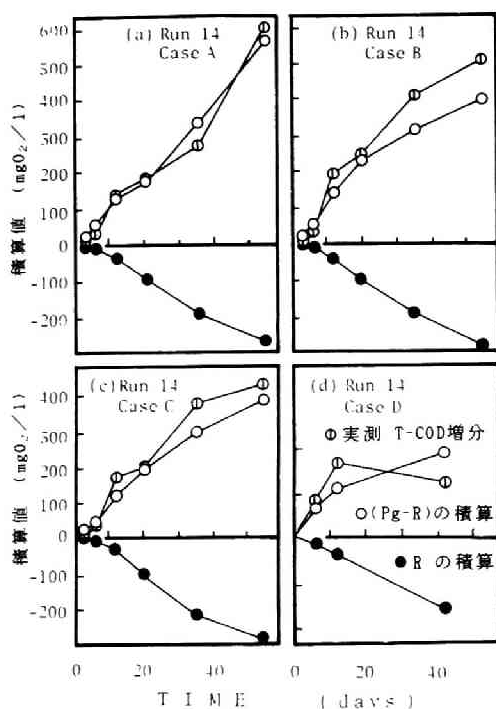 (a) Run 14
Case A
(b) Run 14
Case B
600
500
400
300
200
100
0
-100
-200
積算値 (mgO₂/l)
(c) Run 14
Case C
(d) Run 14
Case D
400
300
200
100
0
-100
-200
積算値 (mgO₂/l)
⦶実測 T-COD増分
○(Pg-R)の積算
●R の積算
0 20 40 0 20 40
TIME (days)